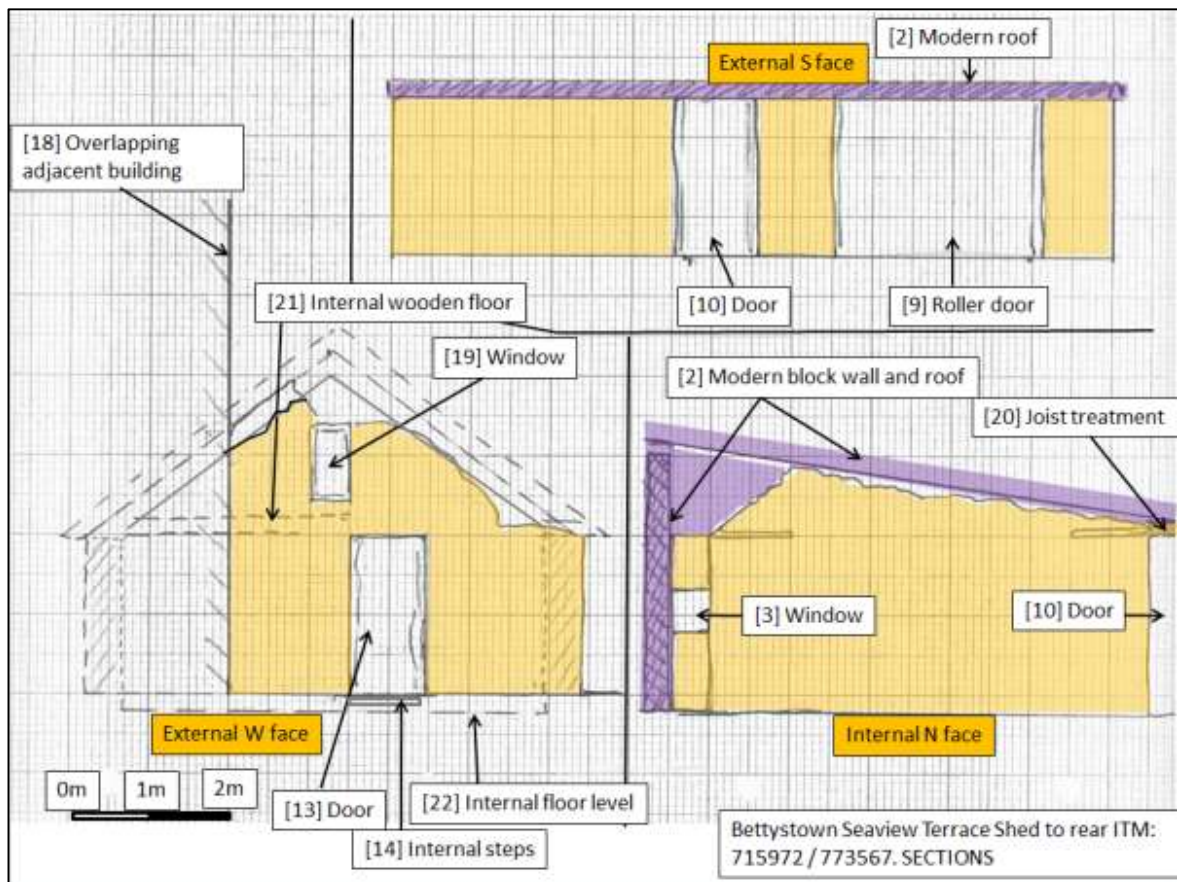 [2] Modern roof
External S face
[18] Overlapping
adjacent building
[10] Door
[9] Roller door
[21] Internal wooden floor
[19] Window
[2] Modern block wall and roof
[20] Joist treatment
[3] Window
[10] Door
External W face
Internal N face
0m
1m
2m
[13] Door
[22] Internal floor level
[14] Internal steps
Bettystown Seaview Terrace Shed to rear ITM:
715972 / 773567. SECTIONS